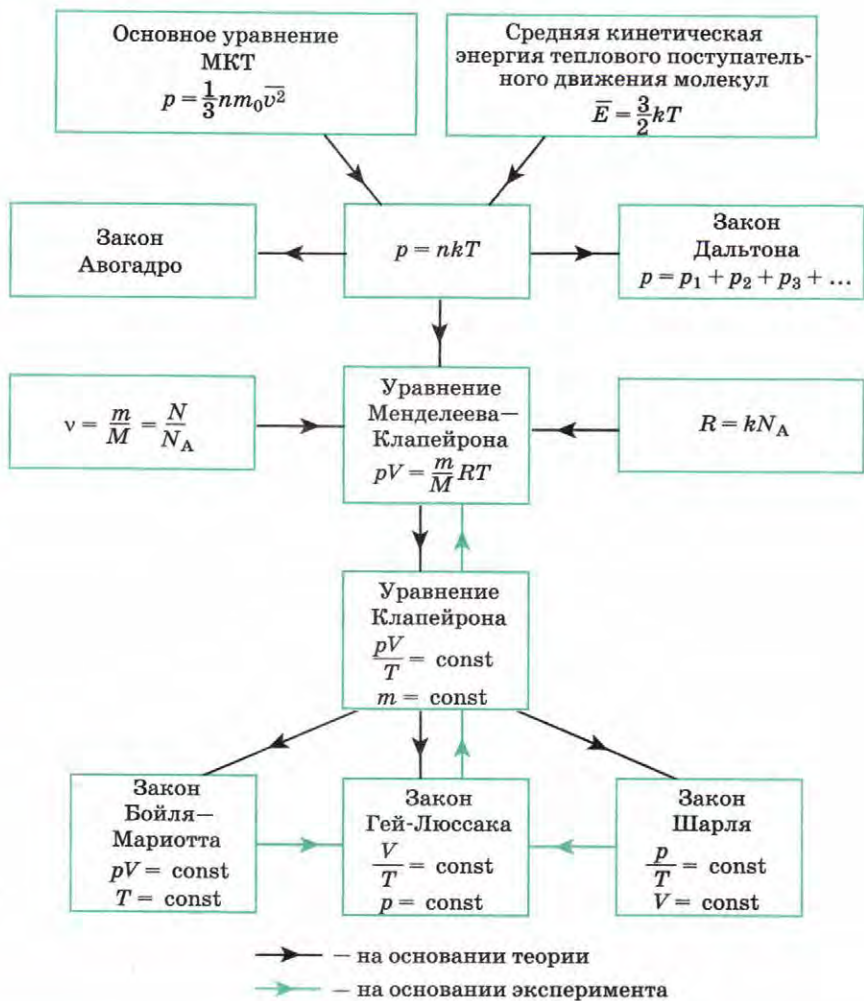 Основное уравнение
МКТ
p = 1/3 nm₀v̅²
Средняя кинетическая
энергия теплового поступатель-
ного движения молекул
E̅ = 3/2 kT
Закон
Авогадро
p = nkT
Закон
Дальтона
p = p₁ + p₂ + p₃ + ...
ν = m/M = N/N_A
Уравнение
Менделеева—
Клапейрона
pV = m/M RT
R = kN_A
Уравнение
Клапейрона
pV/T = const
m = const
Закон
Бойля—
Мариотта
pV = const
T = const
Закон
Гей-Люссака
V/T = const
p = const
Закон
Шарля
p/T = const
V = const
— на основании теории
— на основании эксперимента